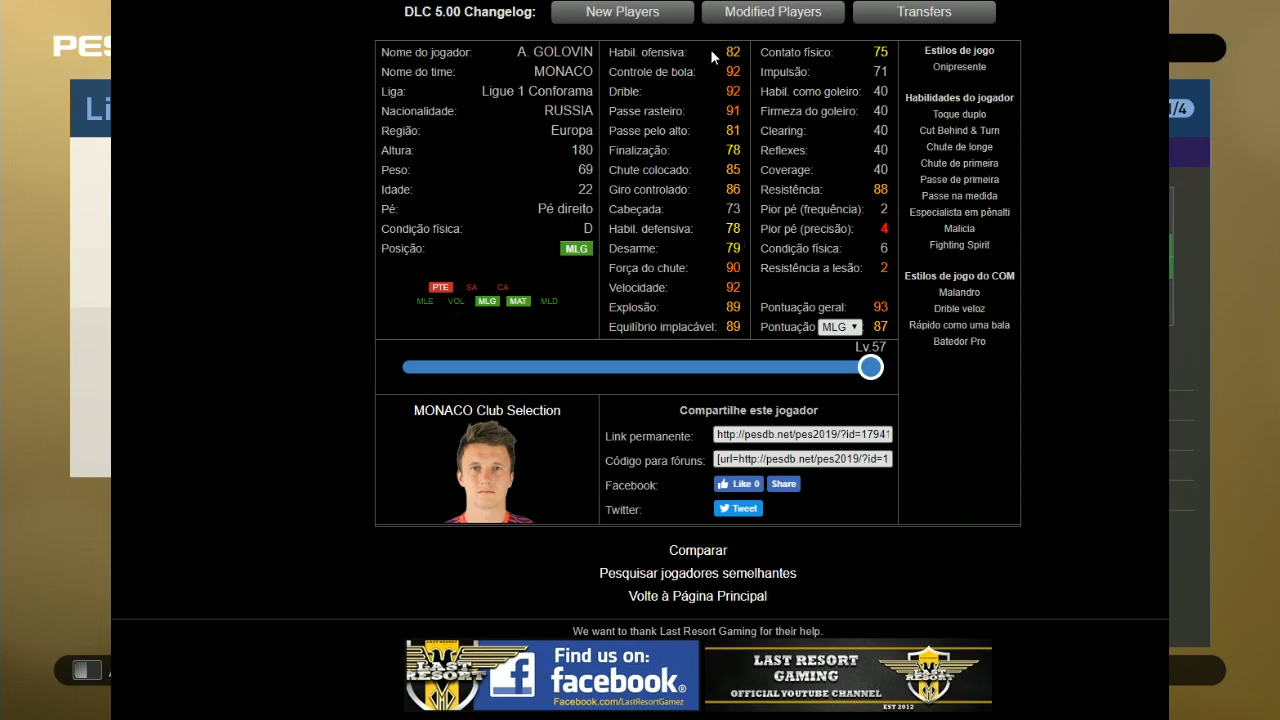 PES
Li
1/4
DLC 5.00 Changelog:
New Players
Modified Players
Transfers
Nome do jogador: A. GOLOVIN
Nome do time: MONACO
Liga: Ligue 1 Conforama
Nacionalidade: RUSSIA
Região: Europa
Altura: 180
Peso: 69
Idade: 22
Pé: Pé direito
Condição física: D
Posição: MLG
PTE SA CA
MLE VOL MLG MAT MLD
Habil. ofensiva: 82
Controle de bola: 92
Drible: 92
Passe rasteiro: 91
Passe pelo alto: 81
Finalização: 78
Chute colocado: 85
Giro controlado: 86
Cabeçada: 73
Habil. defensiva: 78
Desarme: 79
Força do chute: 90
Velocidade: 92
Explosão: 89
Equilíbrio implacável: 89
Contato físico: 75
Impulsão: 71
Habil. como goleiro: 40
Firmeza do goleiro: 40
Clearing: 40
Reflexes: 40
Coverage: 40
Resistência: 88
Pior pé (frequência): 2
Pior pé (precisão): 4
Condição física: 6
Resistência a lesão: 2
Pontuação geral: 93
Pontuação MLG : 87
Estilos de jogo
Onipresente
Habilidades do jogador
Toque duplo
Cut Behind & Turn
Chute de longe
Chute de primeira
Passe de primeira
Passe na medida
Especialista em pênalti
Malicia
Fighting Spirit
Estilos de jogo do COM
Malandro
Drible veloz
Rápido como uma bala
Batedor Pro
Lv.57
MONACO Club Selection
Compartilhe este jogador
Link permanente: http://pesdb.net/pes2019/?id=17941
Código para fóruns: [url=http://pesdb.net/pes2019/?id=1
Facebook: Like 0 Share
Twitter: Tweet
Comparar
Pesquisar jogadores semelhantes
Volte à Página Principal
We want to thank Last Resort Gaming for their help.
LAST RESORT
Find us on:
facebook®
Facebook.com/LastResortGamez
LAST RESORT
GAMING
OFFICIAL YOUTUBE CHANNEL
LAST RESORT
EST 2012